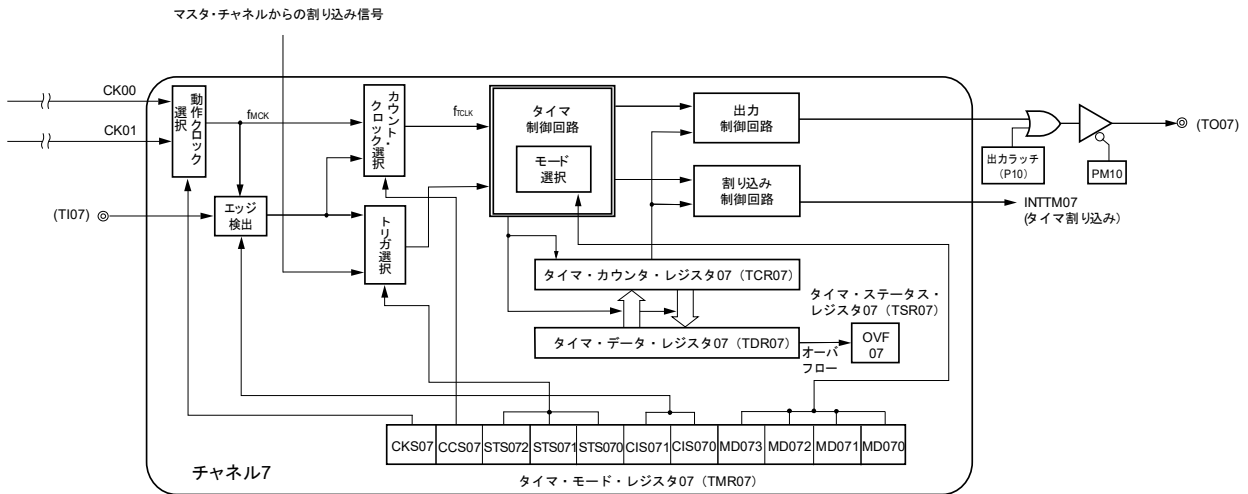 マスタ・チャネルからの割り込み信号
CK00
CK01
動作クロック
選択
fMCK
カウント・
クロック選択
fTCLK
タイマ
制御回路
モード
選択
出力
制御回路
割り込み
制御回路
出力ラッチ
(P10)
PM10
(TO07)
INTTM07
(タイマ割り込み)
(TI07)
エッジ
検出
トリガ選択
タイマ・カウンタ・レジスタ07（TCR07）
タイマ・データ・レジスタ07（TDR07）
タイマ・ステータス・
レジスタ07（TSR07）
オーバ
フロー
OVF
07
CKS07 CCS07 STS072 STS071 STS070 CIS071 CIS070 MD073 MD072 MD071 MD070
チャネル7
タイマ・モード・レジスタ07（TMR07）